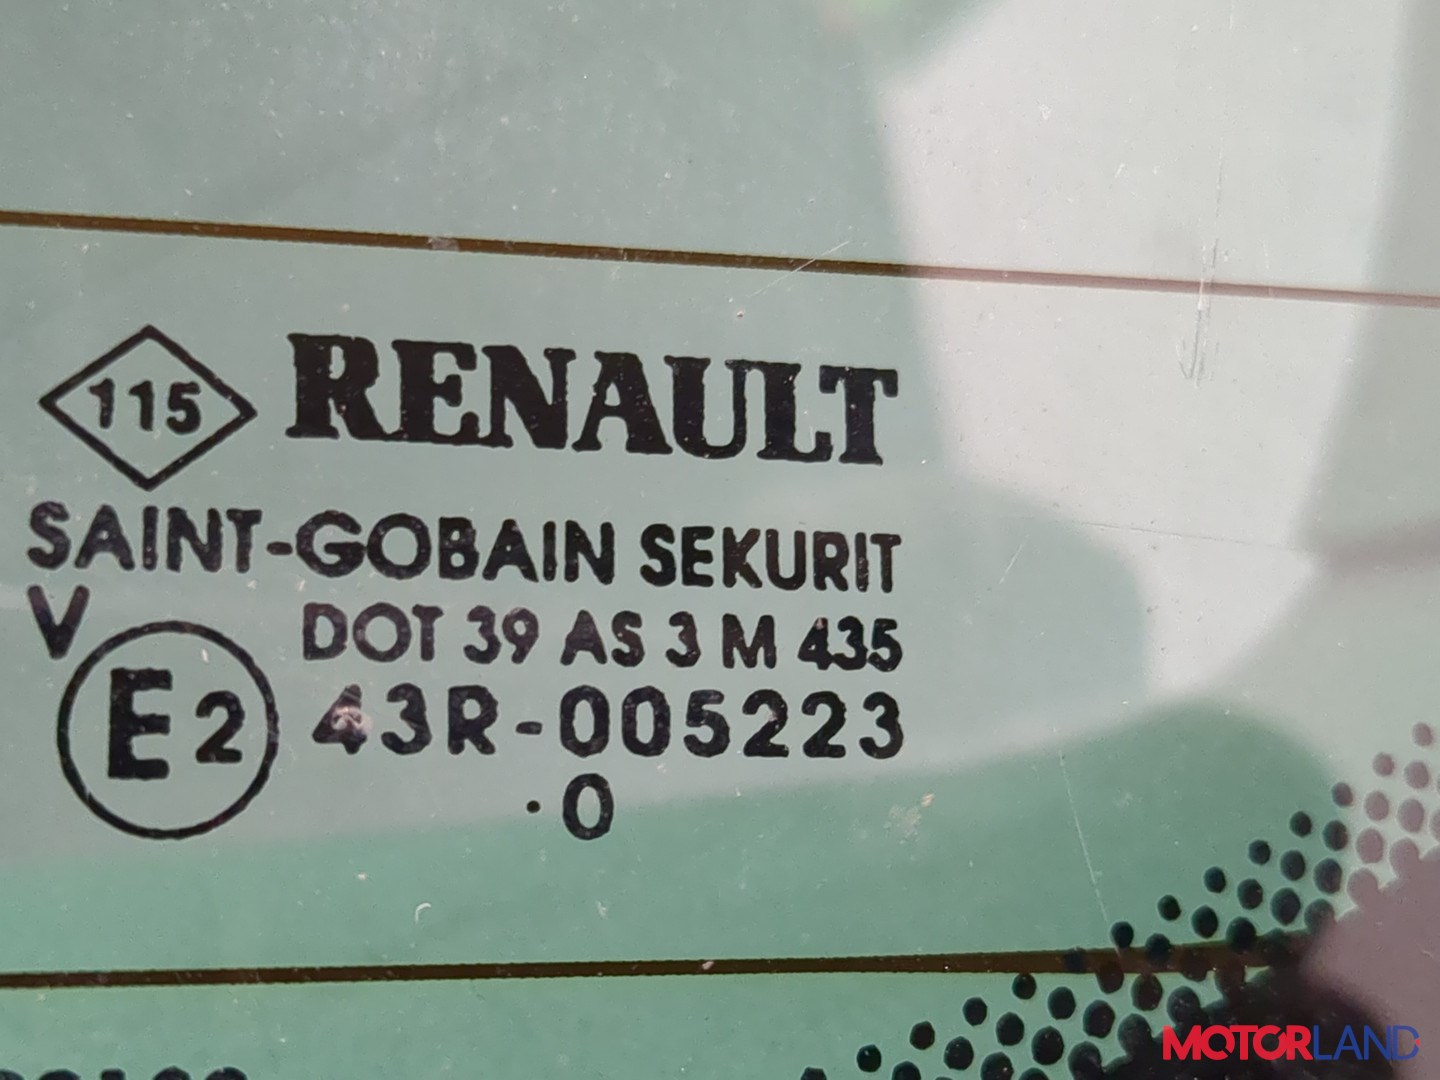 115 RENAULT
SAINT-GOBAIN SEKURIT
V
DOT 39 AS 3 M 435
E2 43R-005223
.0
MOTORLAND